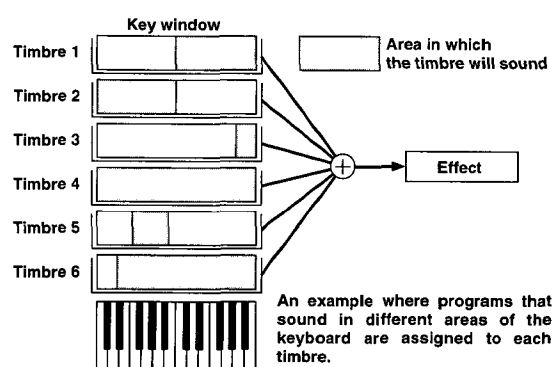 Key window
Timbre 1
Area in which
the timbre will sound
Timbre 2
Timbre 3
Timbre 4
Effect
Timbre 5
Timbre 6
An example where programs that
sound in different areas of the
keyboard are assigned to each
timbre.